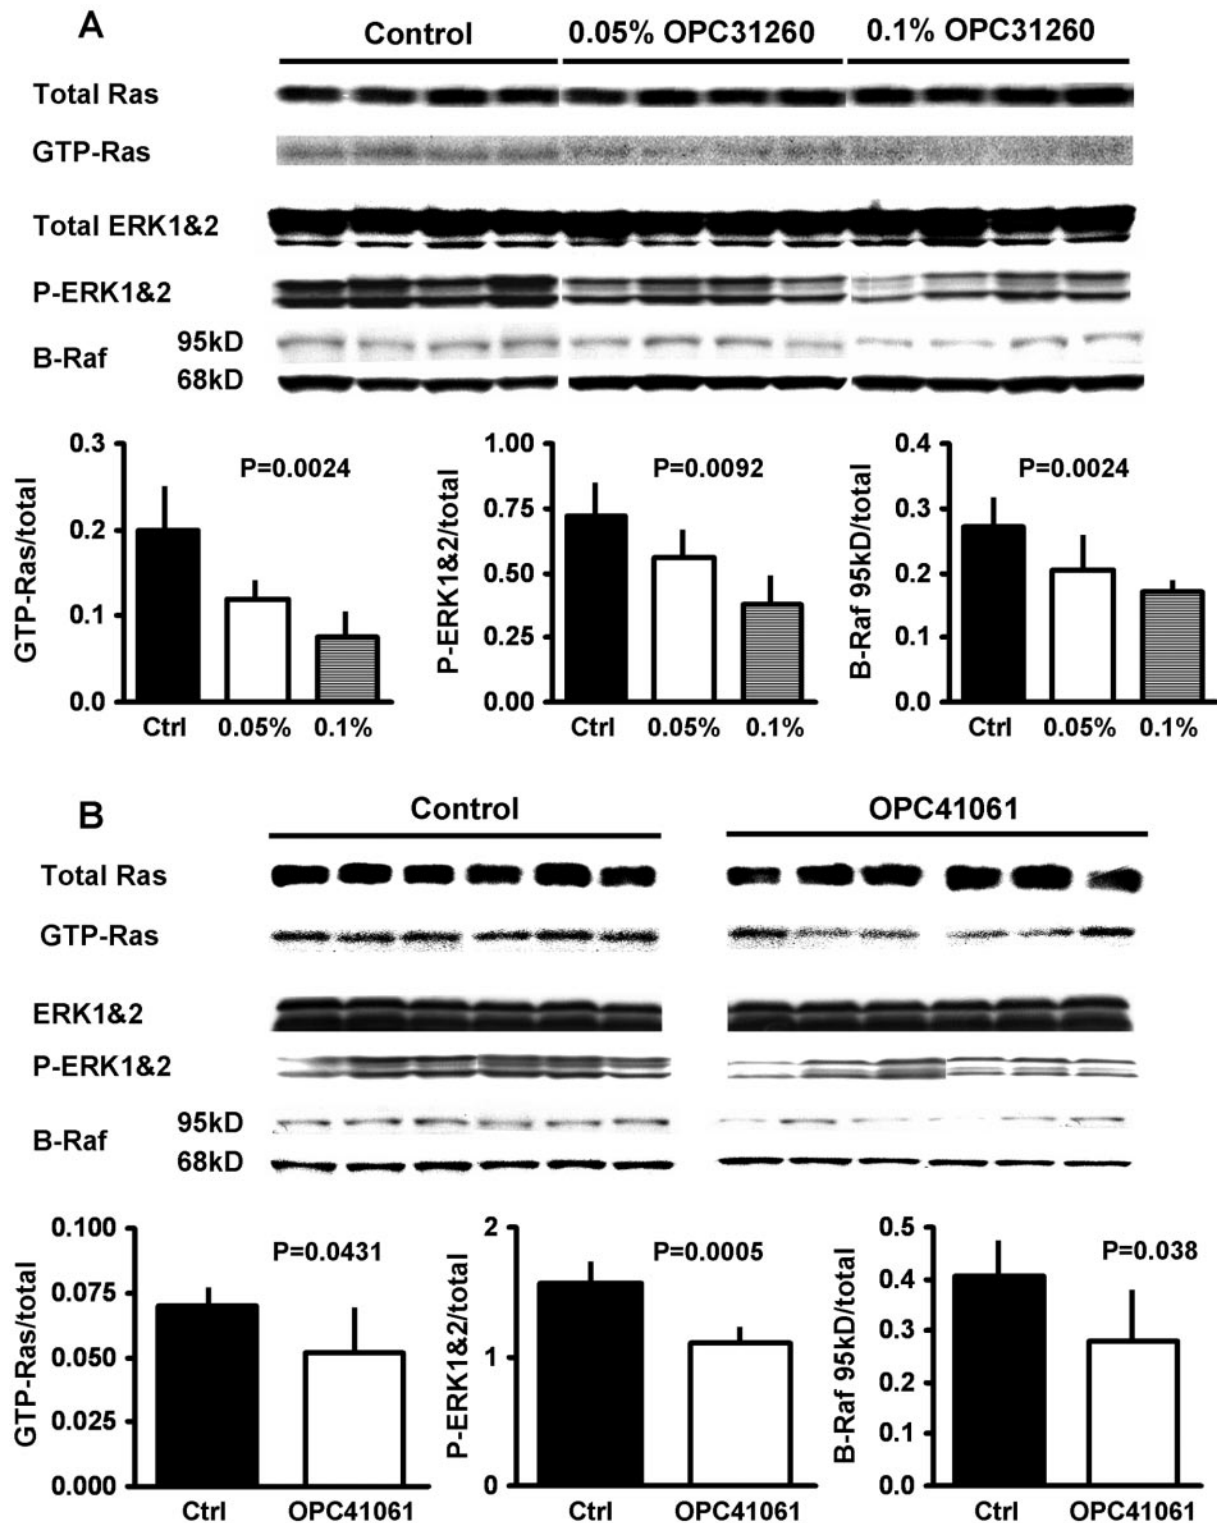 A
Control 0.05% OPC31260 0.1% OPC31260
Total Ras
GTP-Ras
Total ERK1&2
P-ERK1&2
B-Raf 95kD
68kD
GTP-Ras/total
0.3
0.2
0.1
0.0
P=0.0024
Ctrl 0.05% 0.1%
P-ERK1&2/total
1.00
0.75
0.50
0.25
0.00
P=0.0092
Ctrl 0.05% 0.1%
B-Raf 95kD/total
0.4
0.3
0.2
0.1
0.0
P=0.0024
Ctrl 0.05% 0.1%
B
Control OPC41061
Total Ras
GTP-Ras
ERK1&2
P-ERK1&2
B-Raf 95kD
68kD
GTP-Ras/total
0.100
0.075
0.050
0.025
0.000
P=0.0431
Ctrl OPC41061
P-ERK1&2/total
2
1
0
P=0.0005
Ctrl OPC41061
B-Raf 95kD/total
0.5
0.4
0.3
0.2
0.1
0.0
P=0.038
Ctrl OPC41061